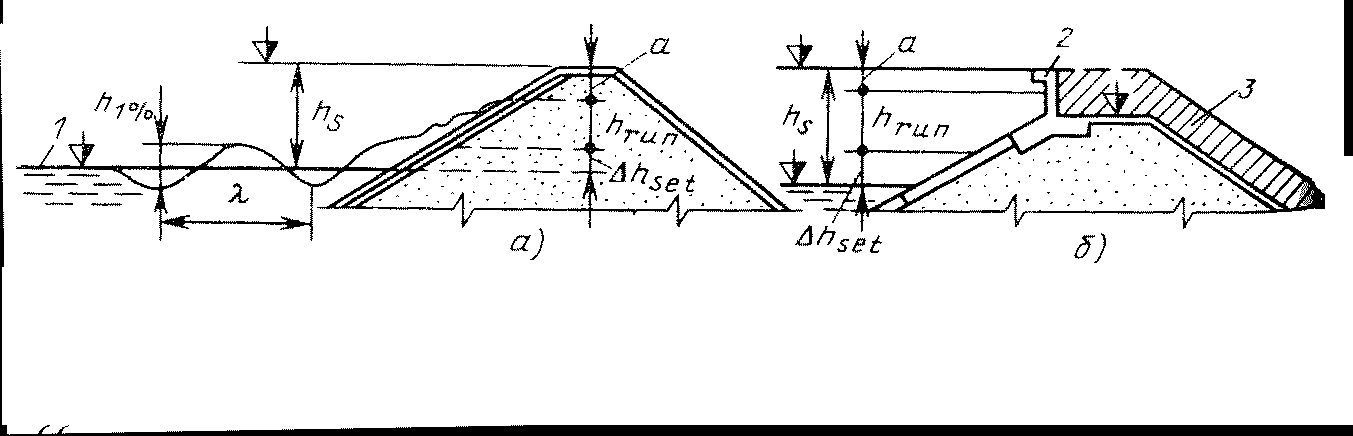 a
h1%
hs
hrun
1
Δhset
λ
а)
a
2
3
hs
hrun
Δhset
б)